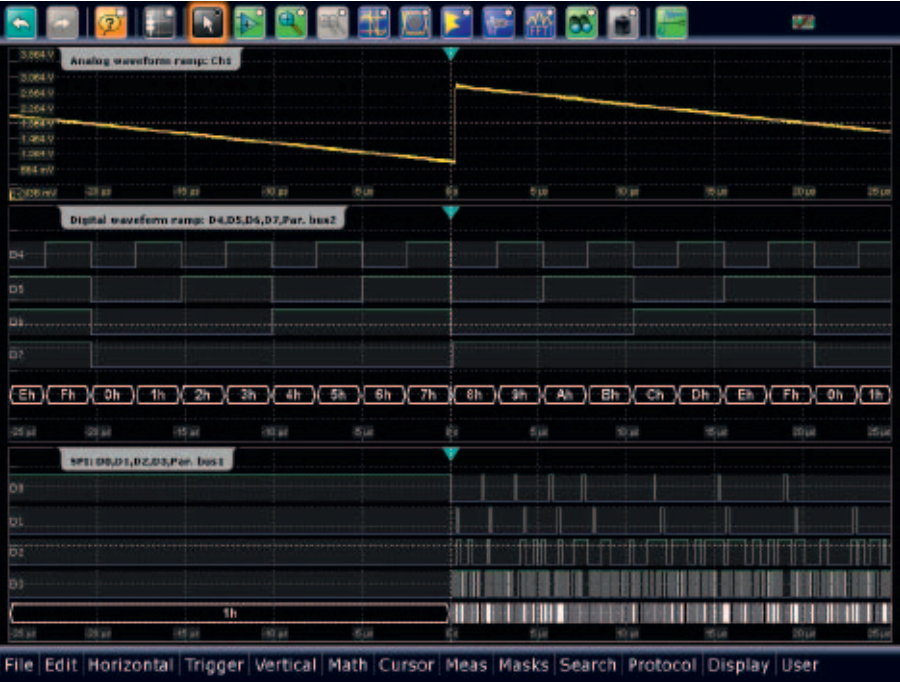 ?
FFT
3.564 V
Analog waveform ramp: Ch1
3.064 V
2.564 V
2.264 V
1.564 V
1.464 V
1.064 V
664 mV
-20 µs -15 µs -10 µs -5 µs 0 s 5 µs 10 µs 15 µs 20 µs 25 µs
Digital waveform ramp: D4,D5,D6,D7,Par. bus2
D4
D5
D6
D7
Eh Fh 0h 1h 2h 3h 4h 5h 6h 7h 8h 9h Ah Bh Ch Dh Eh Fh 0h 1h
-25 µs -20 µs -15 µs -10 µs -5 µs 0 s 5 µs 10 µs 15 µs 20 µs 25 µs
SPI: D0,D1,D2,D3,Par. bus1
D0
D1
D2
D3
1h
-25 µs -20 µs -15 µs -10 µs -5 µs 0 s 5 µs 10 µs 15 µs 20 µs 25 µs
File Edit Horizontal Trigger Vertical Math Cursor Meas Masks Search Protocol Display User